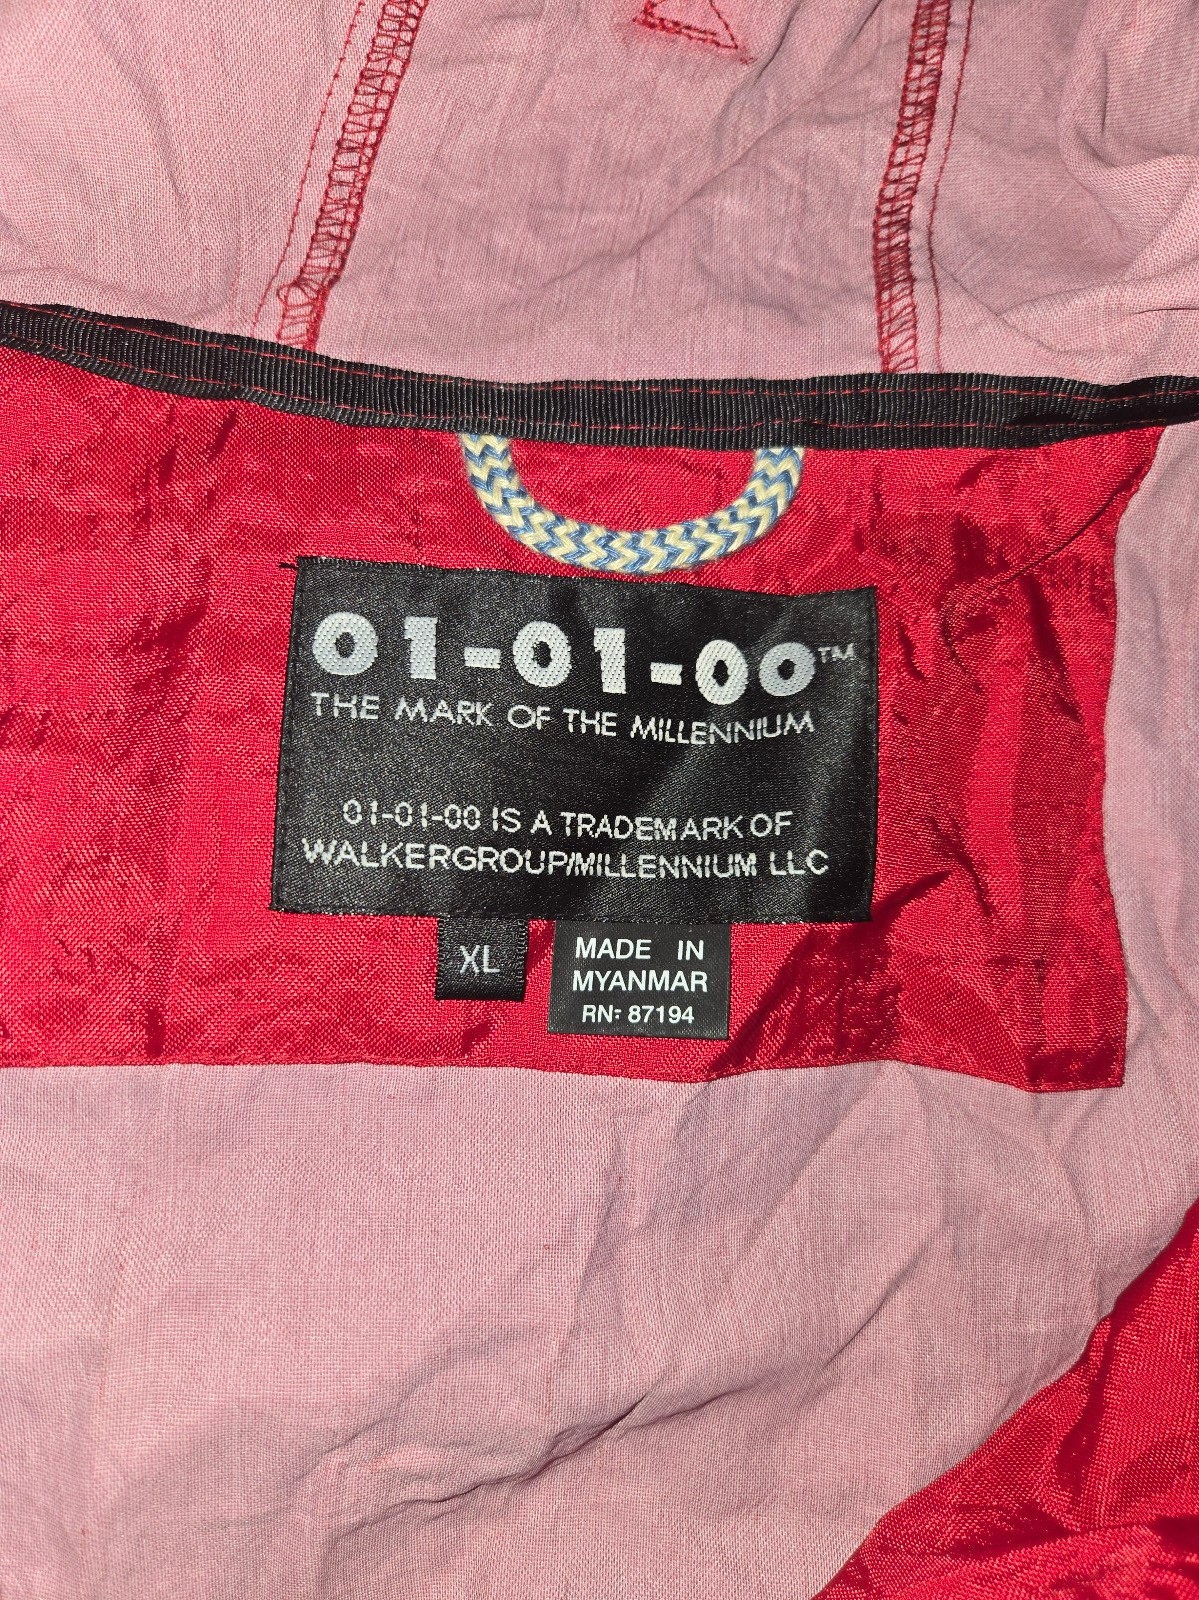 01-01-00™
THE MARK OF THE MILLENNIUM
01-01-00 IS A TRADEMARK OF
WALKERGROUP/MILLENNIUM LLC
XL
MADE IN
MYANMAR
RN: 87194